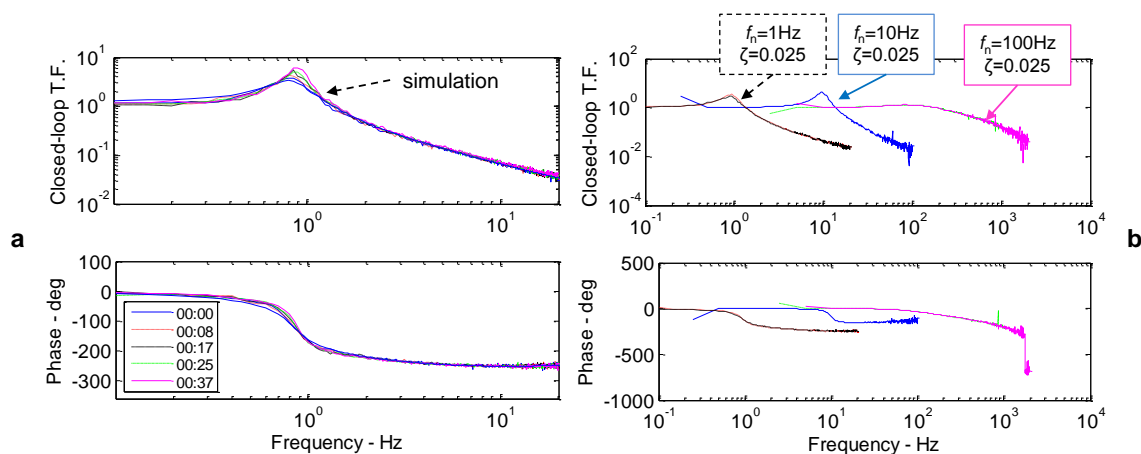 a
Closed-loop T.F.
10^1
10^0
10^-1
10^-2
simulation
10^0
10^1
Phase - deg
100
0
-100
-200
-300
00:00
00:08
00:17
00:25
00:37
10^0
10^1
Frequency - Hz
b
Closed-loop T.F.
10^2
10^0
10^-2
10^-4
fn=1Hz
ζ=0.025
fn=10Hz
ζ=0.025
fn=100Hz
ζ=0.025
10^-1
10^0
10^1
10^2
10^3
10^4
Phase - deg
500
0
-500
-1000
10^-1
10^0
10^1
10^2
10^3
10^4
Frequency - Hz